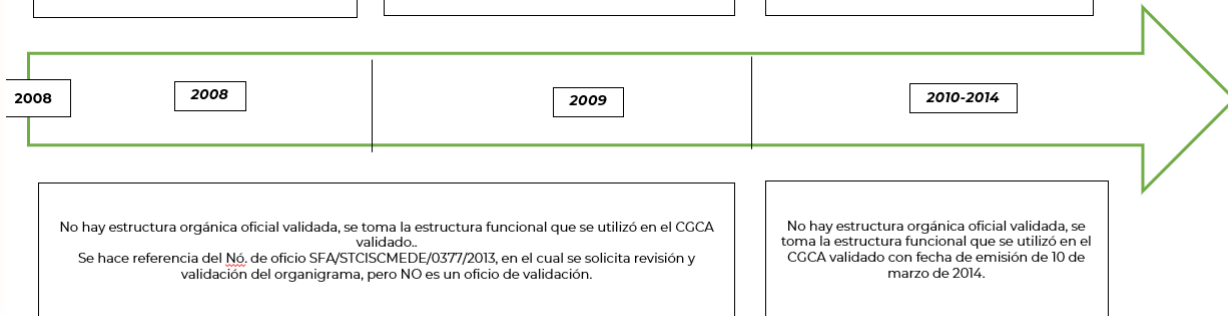 2008
2008
2009
2010-2014
No hay estructura orgánica oficial validada, se toma la estructura funcional que se utilizó en el CGCA
validado..
Se hace referencia del Nó. de oficio SFA/STCISCMEDE/0377/2013, en el cual se solicita revisión y
validación del organigrama, pero NO es un oficio de validación.
No hay estructura orgánica oficial validada, se
toma la estructura funcional que se utilizó en el
CGCA validado con fecha de emisión de 10 de
marzo de 2014.